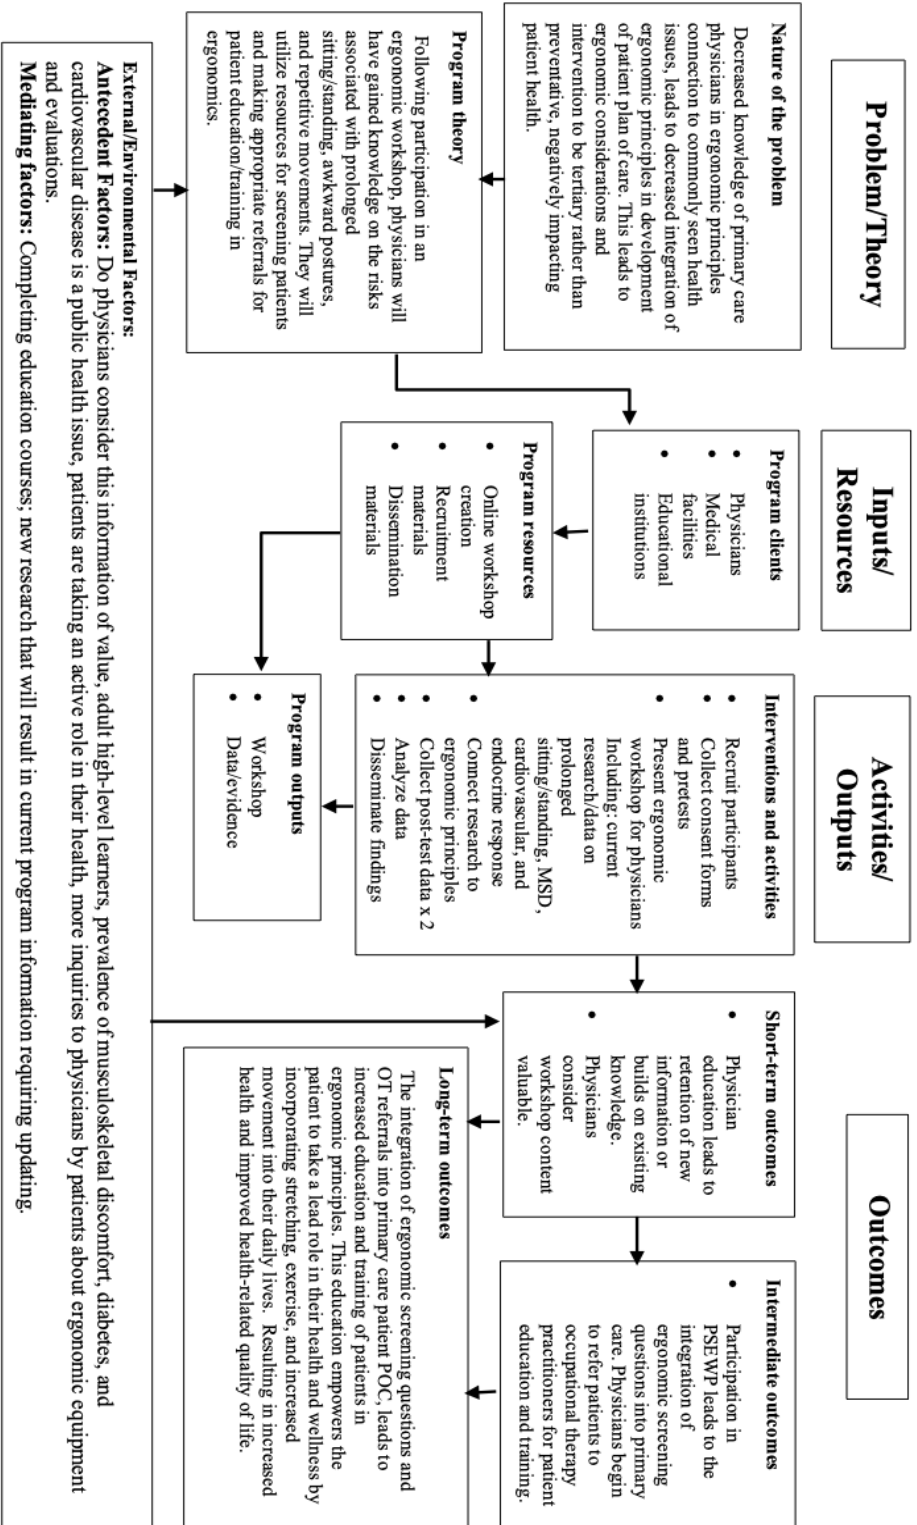 Problem/Theory
Inputs/
Resources
Activities/
Outputs
Outcomes
Nature of the problem
Decreased knowledge of primary care
physicians in ergonomic principles
connection to commonly seen health
issues, leads to decreased integration of
ergonomic principles in development
of patient plan of care. This leads to
ergonomic considerations and
intervention to be tertiary rather than
preventative, negatively impacting
patient health.
Program theory
Following participation in an
ergonomic workshop, physicians will
have gained knowledge on the risks
associated with prolonged
sitting/standing, awkward postures,
and repetitive movements. They will
utilize resources for screening patients
and making appropriate referrals for
patient education/training in
ergonomics.
Program clients
• Physicians
• Medical
facilities
• Educational
institutions
Program resources
• Online workshop
creation
• Recruitment
materials
• Dissemination
materials
Interventions and activities
• Recruit participants
• Collect consent forms
and pretests
• Present ergonomic
workshop for physicians
Including: current
research/data on
prolonged
sitting/standing, MSD,
cardiovascular, and
endocrine response
• Connect research to
ergonomic principles
• Collect post-test data x 2
• Analyze data
• Disseminate findings
Program outputs
• Workshop
• Data/evidence
Short-term outcomes
• Physician
education leads to
retention of new
information or
builds on existing
knowledge.
• Physicians
consider
workshop content
valuable.
Intermediate outcomes
• Participation in
PSEWP leads to the
integration of
ergonomic screening
questions into primary
care. Physicians begin
to refer patients to
occupational therapy
practitioners for patient
education and training.
Long-term outcomes
The integration of ergonomic screening questions and
OT referrals into primary care patient POC, leads to
increased education and training of patients in
ergonomic principles. This education empowers the
patient to take a lead role in their health and wellness by
incorporating stretching, exercise, and increased
movement into their daily lives. Resulting in increased
health and improved health-related quality of life.
External/Environmental Factors:
Antecedent Factors: Do physicians consider this information of value, adult high-level learners, prevalence of musculoskeletal discomfort, diabetes, and
cardiovascular disease is a public health issue, patients are taking an active role in their health, more inquiries to physicians by patients about ergonomic equipment
and evaluations.
Mediating factors: Completing education courses; new research that will result in current program information requiring updating.